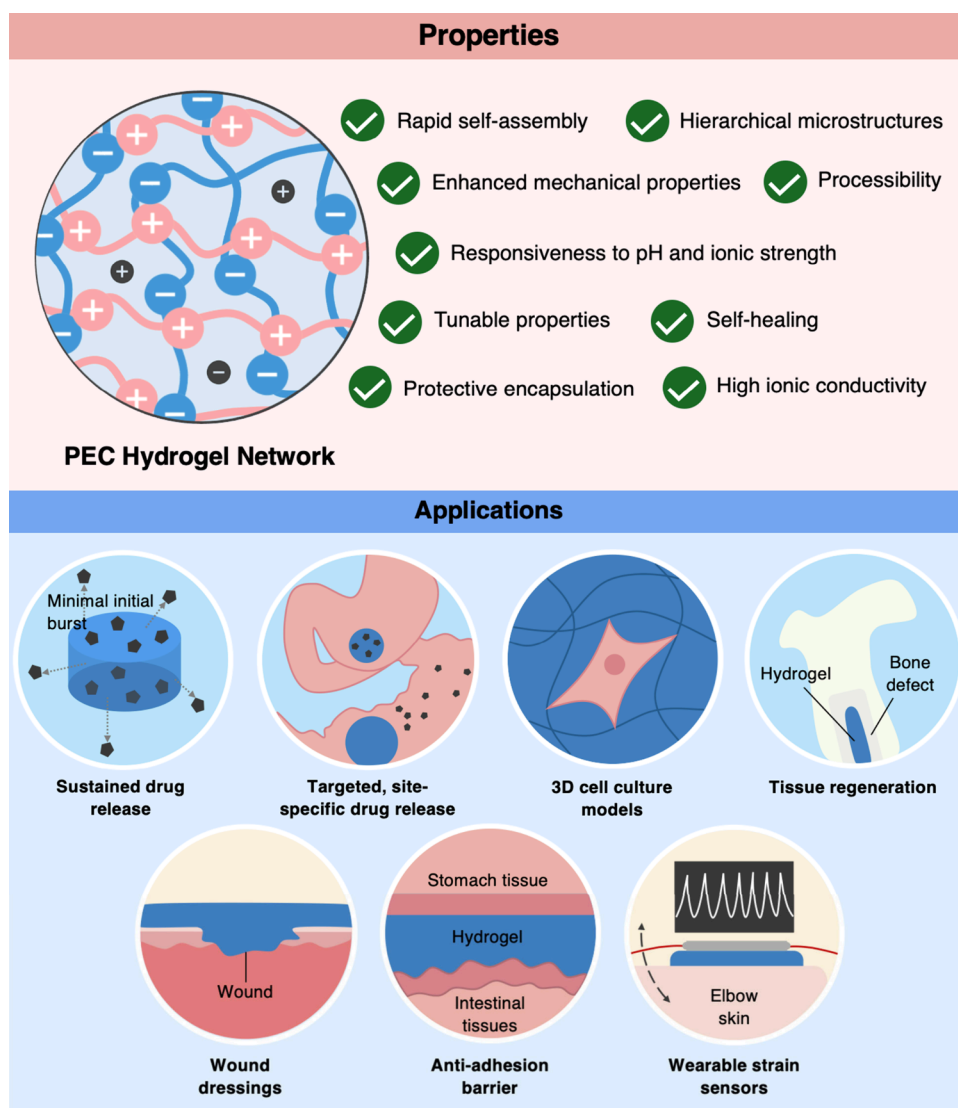 Properties
Rapid self-assembly
Hierarchical microstructures
Enhanced mechanical properties
Processibility
Responsiveness to pH and ionic strength
Tunable properties
Self-healing
Protective encapsulation
High ionic conductivity
PEC Hydrogel Network
Applications
Minimal initial
burst
Sustained drug
release
Targeted, site-
specific drug release
3D cell culture
models
Hydrogel
Bone
defect
Tissue regeneration
Wound
Wound
dressings
Stomach tissue
Hydrogel
Intestinal
tissues
Anti-adhesion
barrier
Elbow
skin
Wearable strain
sensors